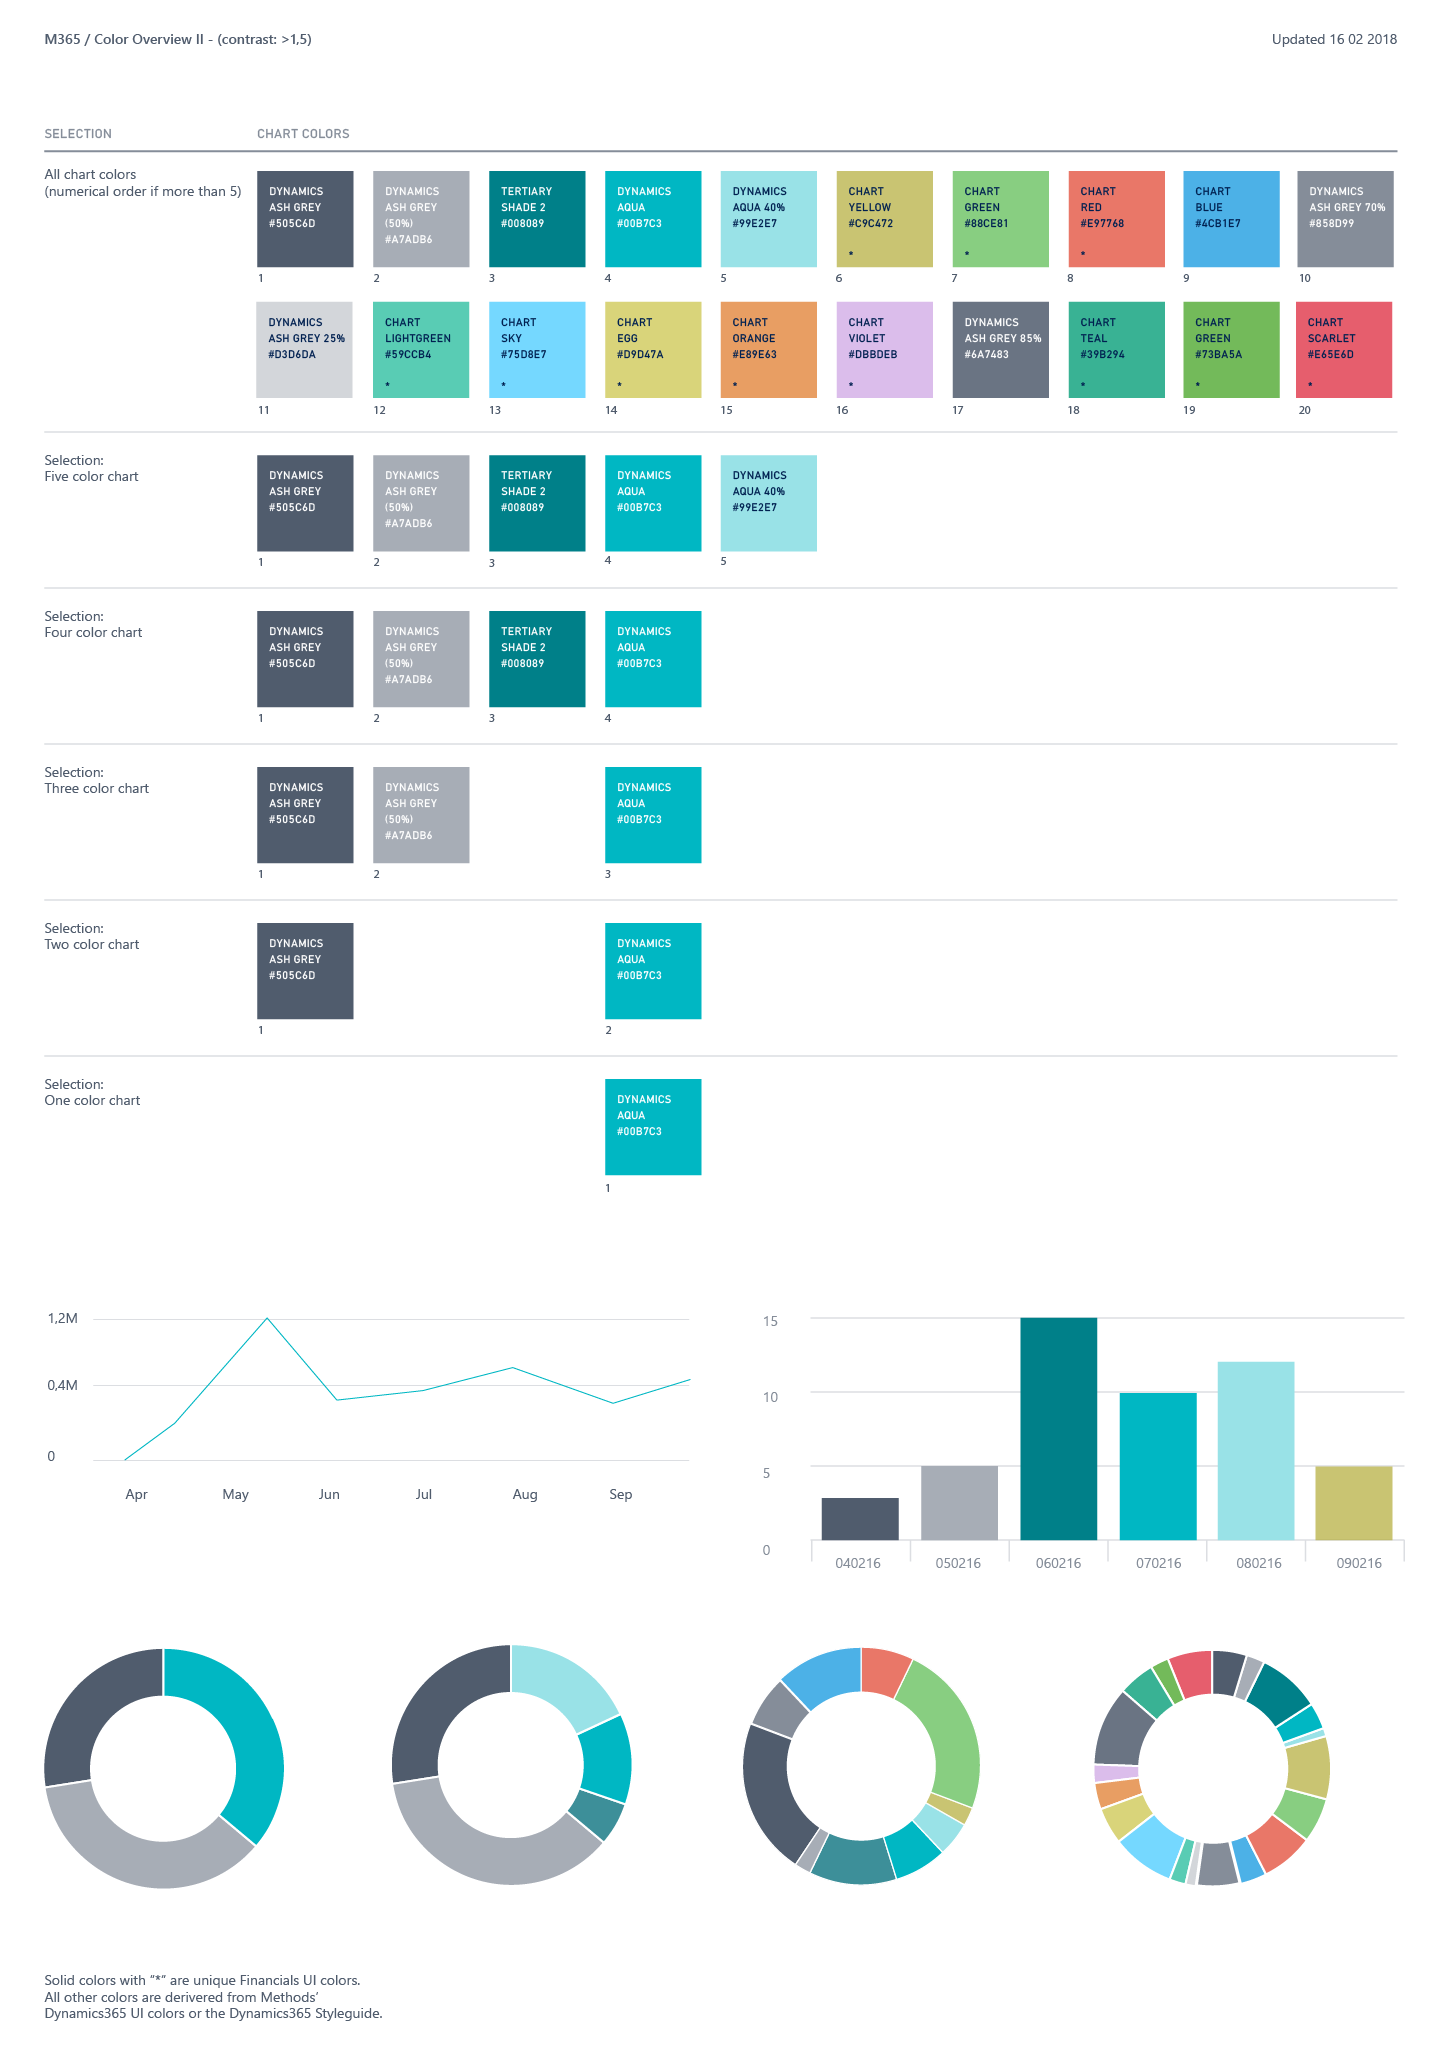 M365 / Color Overview II - (contrast: >1,5)
Updated 16 02 2018
SELECTION
CHART COLORS
All chart colors
(numerical order if more than 5)
DYNAMICS
ASH GREY
#505C6D
1
DYNAMICS
ASH GREY
(50%)
#A7ADB6
2
TERTIARY
SHADE 2
#008089
3
DYNAMICS
AQUA
#00B7C3
4
DYNAMICS
AQUA 40%
#99E2E7
5
CHART
YELLOW
#C9C472
*
6
CHART
GREEN
#88CE81
*
7
CHART
RED
#E97768
*
8
CHART
BLUE
#4CB1E7
9
DYNAMICS
ASH GREY 70%
#858D99
10
DYNAMICS
ASH GREY 25%
#D3D6DA
11
CHART
LIGHTGREEN
#59CCB4
*
12
CHART
SKY
#75D8E7
*
13
CHART
EGG
#D9D47A
*
14
CHART
ORANGE
#E89E63
*
15
CHART
VIOLET
#DBBDEB
*
16
DYNAMICS
ASH GREY 85%
#6A7483
17
CHART
TEAL
#39B294
*
18
CHART
GREEN
#73BA5A
*
19
CHART
SCARLET
#E65E6D
*
20
Selection:
Five color chart
DYNAMICS
ASH GREY
#505C6D
1
DYNAMICS
ASH GREY
(50%)
#A7ADB6
2
TERTIARY
SHADE 2
#008089
3
DYNAMICS
AQUA
#00B7C3
4
DYNAMICS
AQUA 40%
#99E2E7
5
Selection:
Four color chart
DYNAMICS
ASH GREY
#505C6D
1
DYNAMICS
ASH GREY
(50%)
#A7ADB6
2
TERTIARY
SHADE 2
#008089
3
DYNAMICS
AQUA
#00B7C3
4
Selection:
Three color chart
DYNAMICS
ASH GREY
#505C6D
1
DYNAMICS
ASH GREY
(50%)
#A7ADB6
2
DYNAMICS
AQUA
#00B7C3
3
Selection:
Two color chart
DYNAMICS
ASH GREY
#505C6D
1
DYNAMICS
AQUA
#00B7C3
2
Selection:
One color chart
DYNAMICS
AQUA
#00B7C3
1
1,2M
0,4M
0
Apr May Jun Jul Aug Sep
15
10
5
0
040216 050216 060216 070216 080216 090216
Solid colors with “*“ are unique Financials UI colors.
All other colors are derivered from Methods’
Dynamics365 UI colors or the Dynamics365 Styleguide.